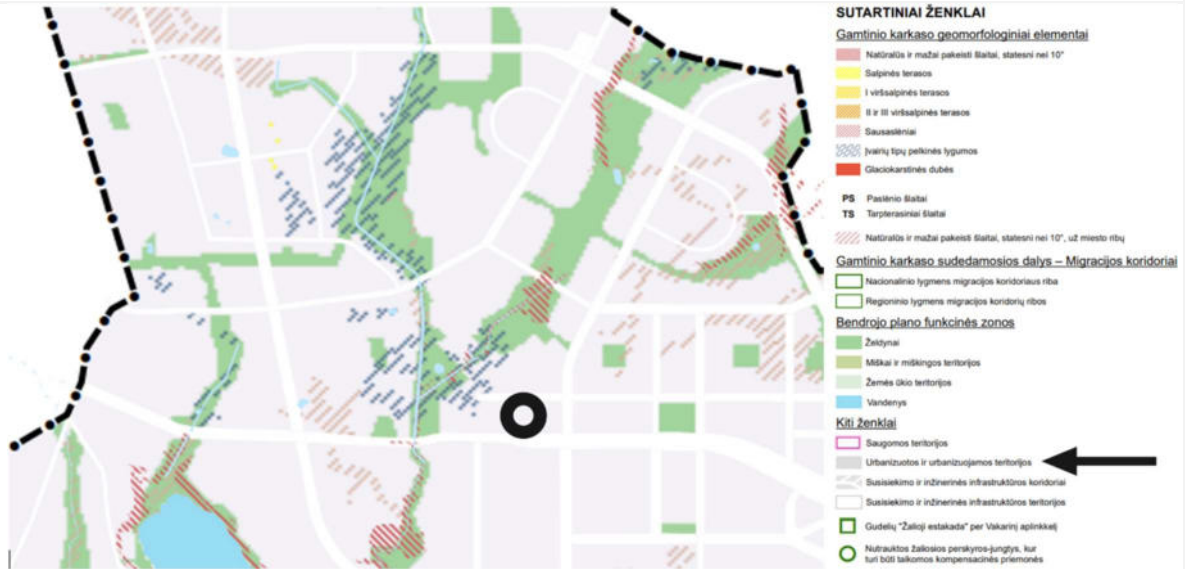 SUTARTINIAI ŽENKLAI
Gamtinio karkaso geomorfologiniai elementai
Natūralūs ir mažai pakeisti šlaitai, statesni nei 10°
Salpinės terasos
I viršsalpinės terasos
II ir III viršsalpinės terasos
Sausaslėniai
Įvairių tipų pelkinės lygumos
Glaciokarstinės dubės
PS Paslėnio šlaitai
TS Tarpterasiniai šlaitai
Natūralūs ir mažai pakeisti šlaitai, statesni nei 10°, už miesto ribų
Gamtinio karkaso sudedamosios dalys – Migracijos koridoriai
Nacionalinio lygmens migracijos koridoriaus riba
Regioninio lygmens migracijos koridorių ribos
Bendrojo plano funkcinės zonos
Želdynai
Miškai ir miškingos teritorijos
Žemės ūkio teritorijos
Vandenys
Kiti ženklai
Saugomos teritorijos
Urbanizuotos ir urbanizuojamos teritorijos
Susisiekimo ir inžinerinės infrastruktūros koridoriai
Susisiekimo ir inžinerinės infrastruktūros teritorijos
Gudelių "Žalioji estakada" per Vakarinį aplinkkelį
Nutrauktos žaliosios perskyros-jungtys, kur
turi būti taikomos kompensacinės priemonės